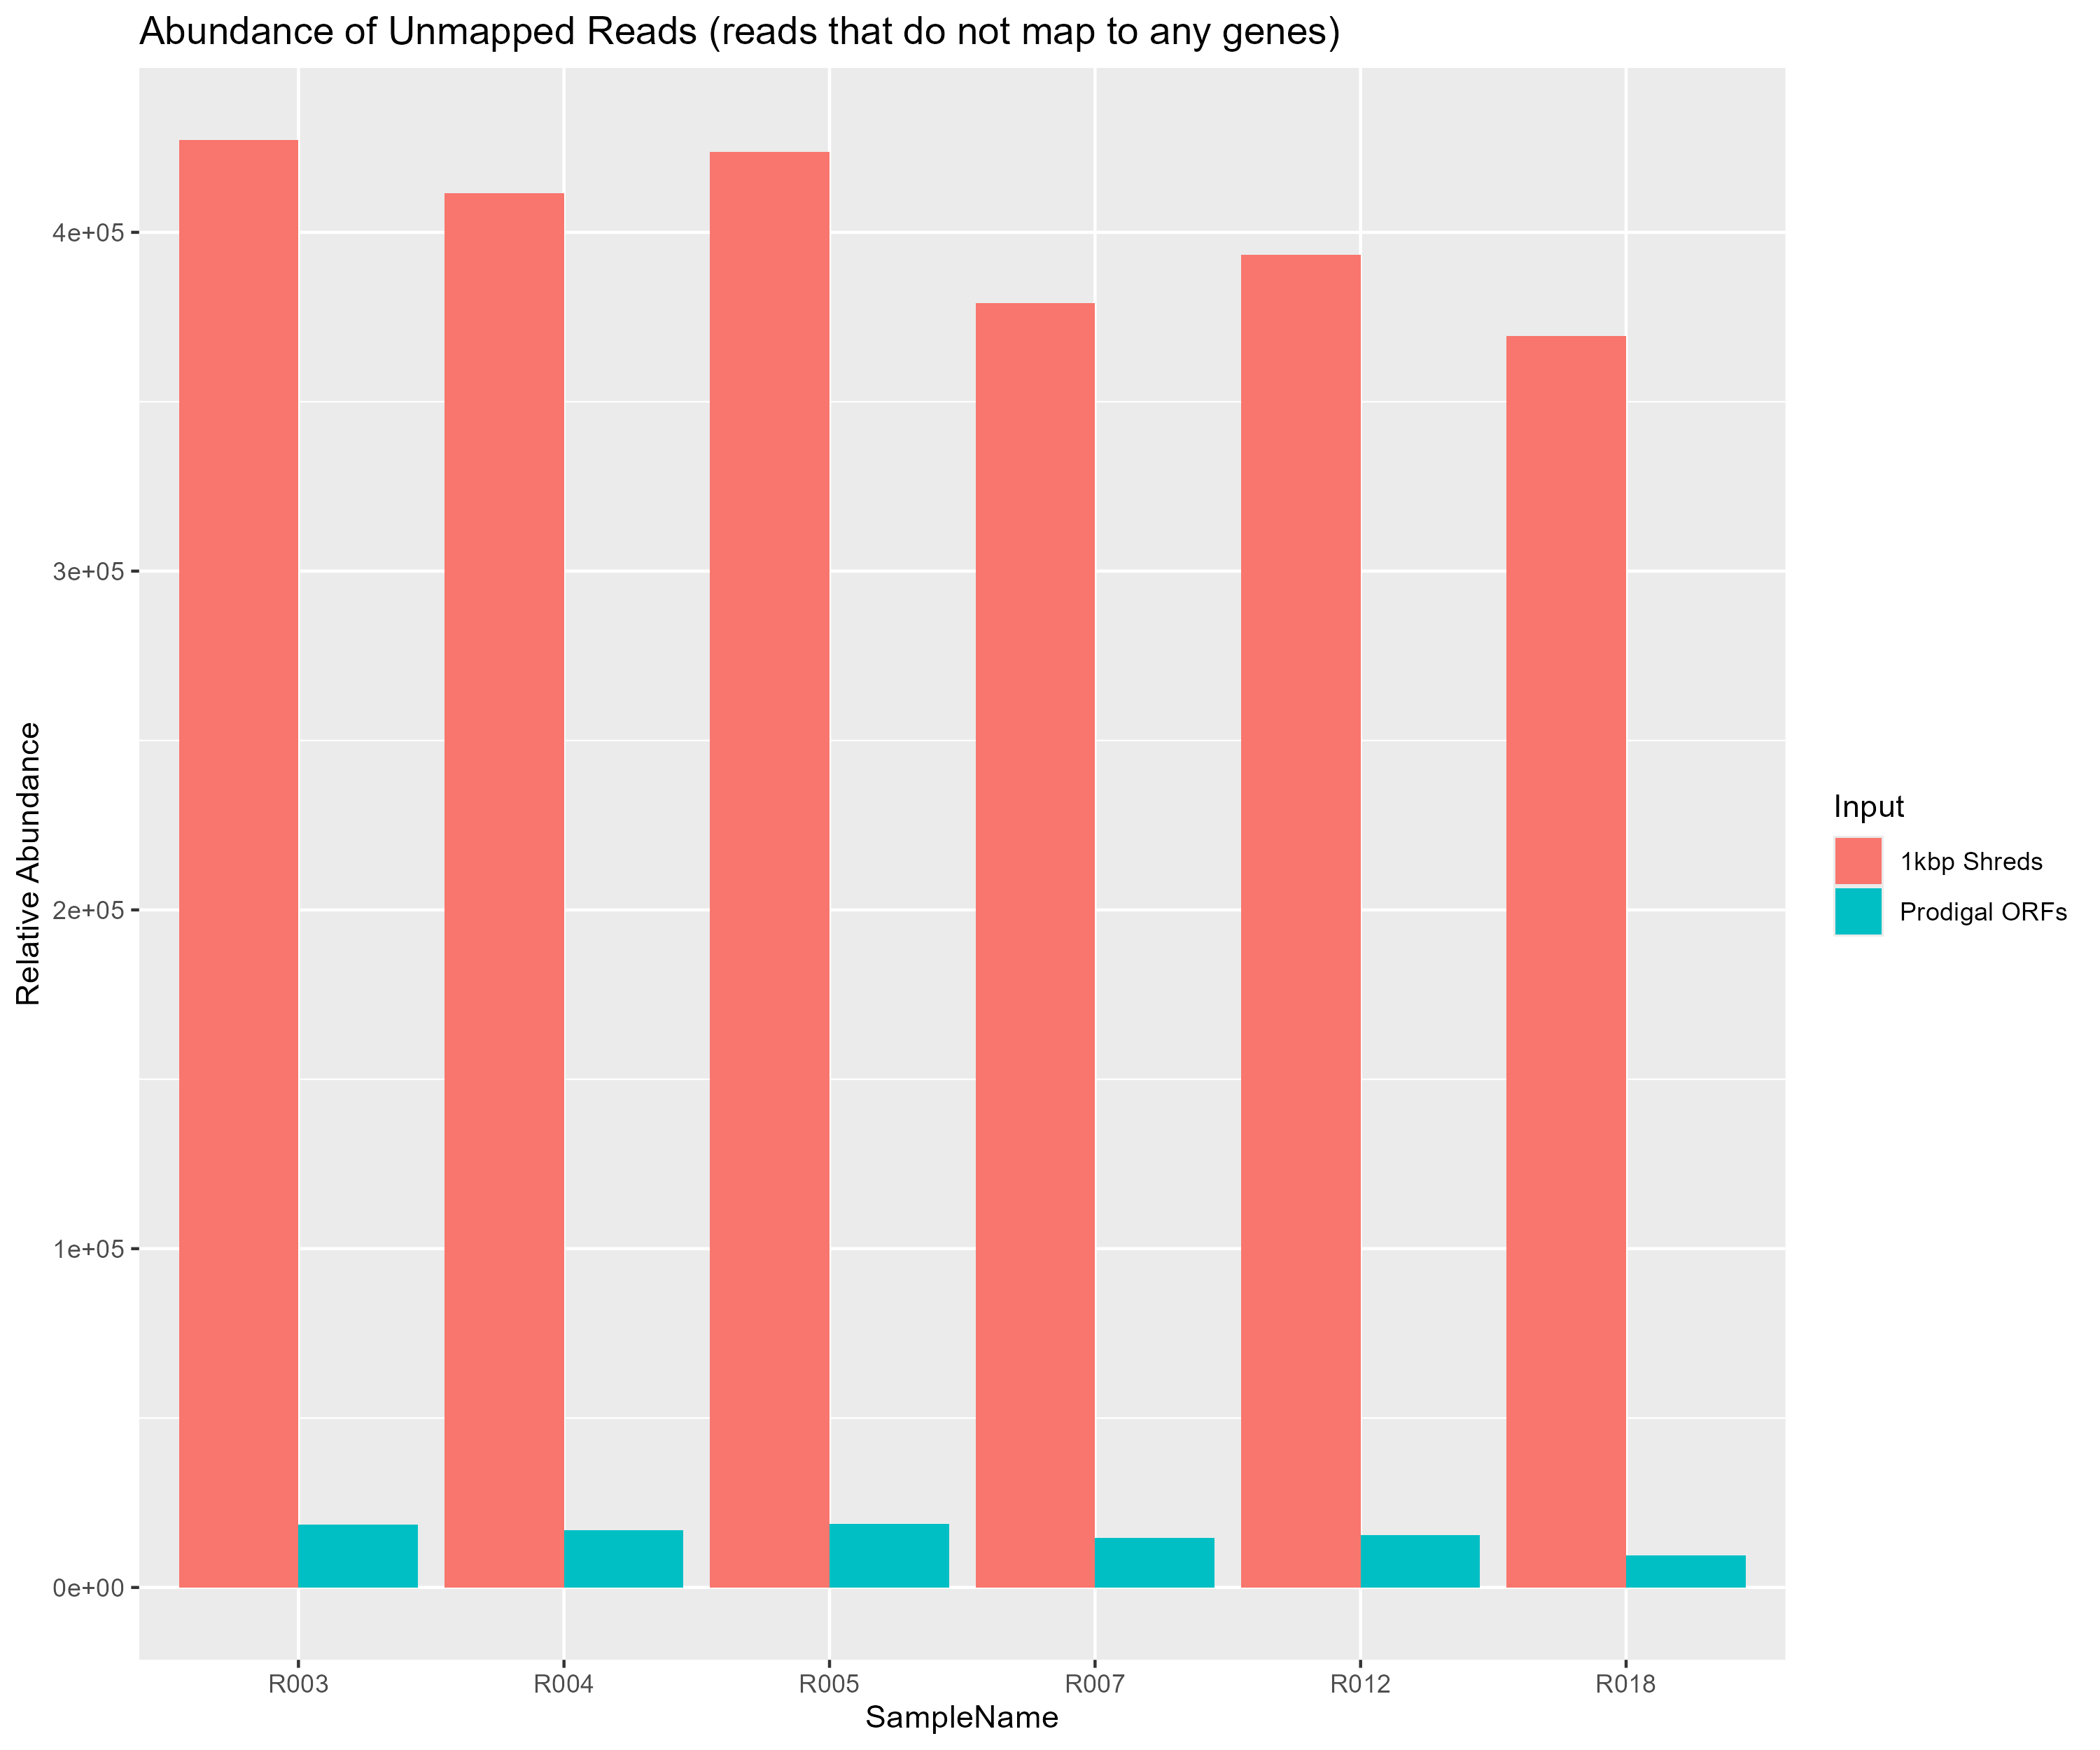 Abundance of Unmapped Reads (reads that do not map to any genes)
Relative Abundance
4e+05
3e+05
2e+05
1e+05
0e+00
R003
R004
R005
R007
R012
R018
SampleName
Input
1kbp Shreds
Prodigal ORFs